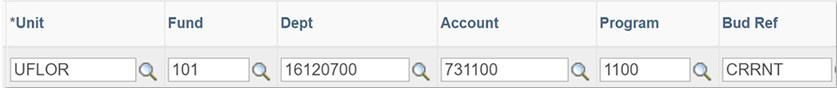 *Unit Fund Dept Account Program Bud Ref
UFLOR 101 16120700 731100 1100 CRRNT